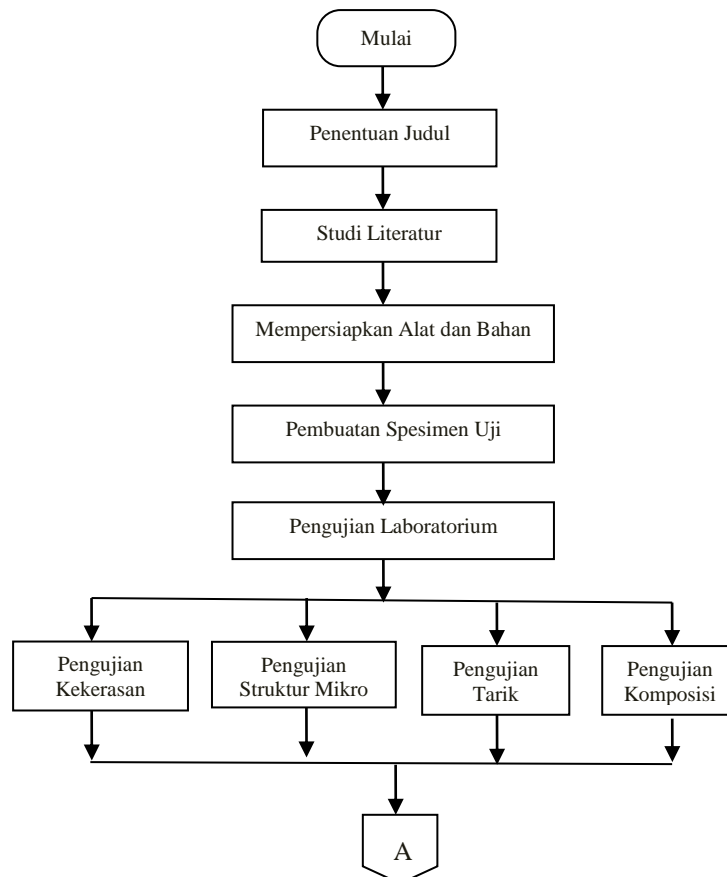 Mulai
Penentuan Judul
Studi Literatur
Mempersiapkan Alat dan Bahan
Pembuatan Spesimen Uji
Pengujian Laboratorium
Pengujian
Kekerasan
Pengujian
Struktur Mikro
Pengujian
Tarik
Pengujian
Komposisi
A